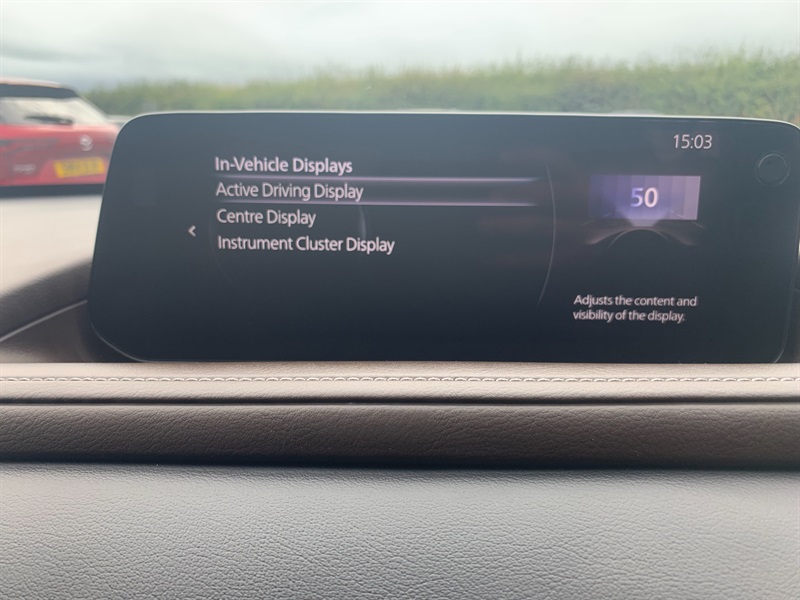 15:03
In-Vehicle Displays
Active Driving Display
Centre Display
Instrument Cluster Display
50
Adjusts the content and
visibility of the display.